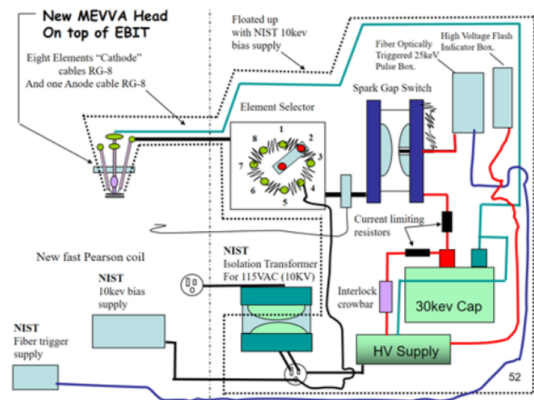 New MEVVA Head
On top of EBIT
Eight Elements “Cathode”
cables RG-8
And one Anode cable RG-8
Floated up
with NIST 10kev
bias supply
Fiber Optically
Triggered 25keV
Pulse Box.
High Voltage Flash
Indicator Box.
Spark Gap Switch
Element Selector
1
2
3
4
5
6
7
8
Current limiting
resistors
New fast Pearson coil
NIST
10kev bias
supply
NIST
Isolation Transformer
For 115VAC (10KV)
Interlock
crowbar
30kev Cap
HV Supply
NIST
Fiber trigger
supply
52